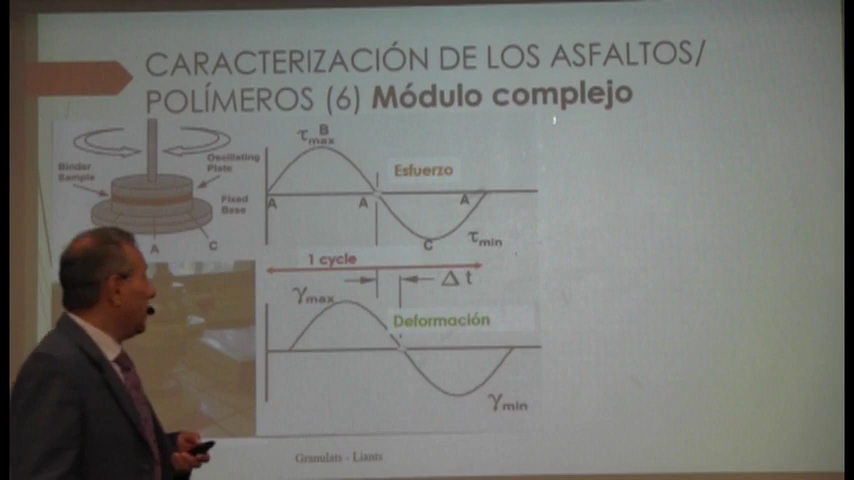 CARACTERIZACIÓN DE LOS ASFALTOS/
POLÍMEROS (6) Módulo complejo
Binder
Sample
Oscillating
Plate
Fixed
Base
A
C
τmax
B
Esfuerzo
A
A
A
C
τmin
1 cycle
Δt
γmax
Deformación
γmin
Granulats - Liants